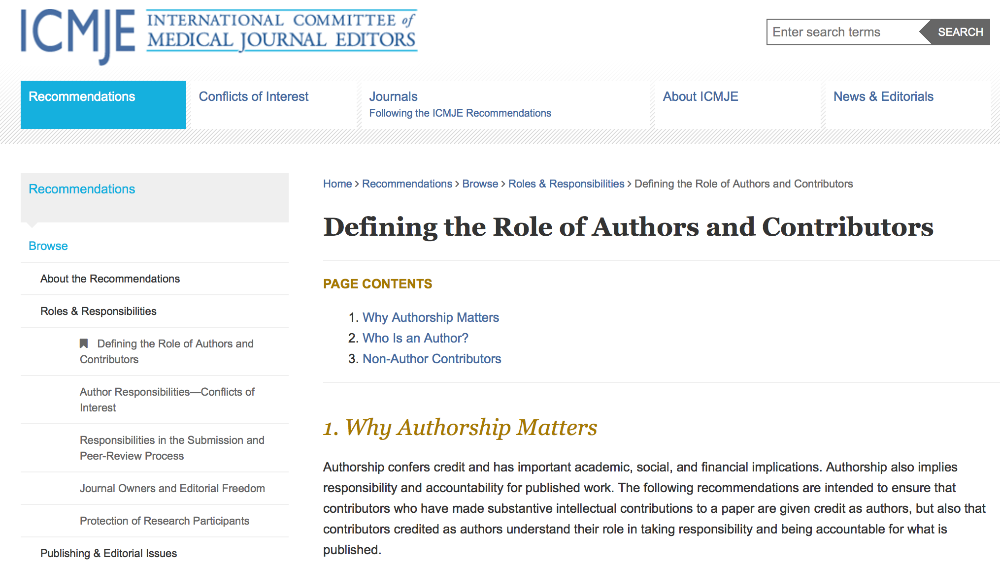 ICMJE
INTERNATIONAL COMMITTEE of
MEDICAL JOURNAL EDITORS
Enter search terms
SEARCH
Recommendations
Conflicts of Interest
Journals
Following the ICMJE Recommendations
About ICMJE
News & Editorials
Recommendations
Browse
About the Recommendations
Roles & Responsibilities
Defining the Role of Authors and
Contributors
Author Responsibilities—Conflicts of
Interest
Responsibilities in the Submission and
Peer-Review Process
Journal Owners and Editorial Freedom
Protection of Research Participants
Publishing & Editorial Issues
Home > Recommendations > Browse > Roles & Responsibilities > Defining the Role of Authors and Contributors
Defining the Role of Authors and Contributors
PAGE CONTENTS
1. Why Authorship Matters
2. Who Is an Author?
3. Non-Author Contributors
1. Why Authorship Matters
Authorship confers credit and has important academic, social, and financial implications. Authorship also implies
responsibility and accountability for published work. The following recommendations are intended to ensure that
contributors who have made substantive intellectual contributions to a paper are given credit as authors, but also that
contributors credited as authors understand their role in taking responsibility and being accountable for what is
published.